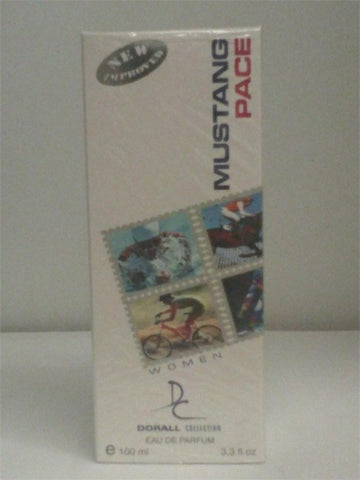 NEW
IMPROVED
MUSTANG
PACE
WOMEN
DC
DORALL COLLECTION
EAU DE PARFUM
e 100 ml 3.3 fl.oz